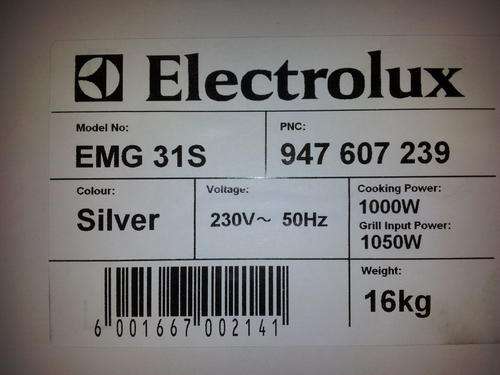 Electrolux
Model No:
EMG 31S
PNC:
947 607 239
Colour:
Silver
Voltage:
230V~ 50Hz
Cooking Power:
1000W
Grill Input Power:
1050W
Weight:
16kg
6 001667 002141